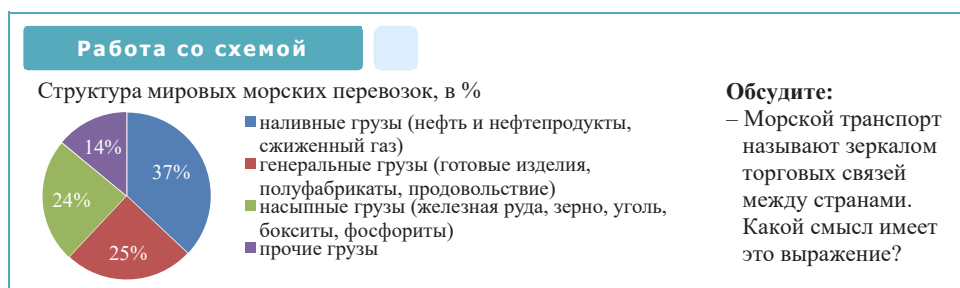 Работа со схемой
Структура мировых морских перевозок, в %
37%
25%
24%
14%
наливные грузы (нефть и нефтепродукты,
сжиженный газ)
генеральные грузы (готовые изделия,
полуфабрикаты, продовольствие)
насыпные грузы (железная руда, зерно, уголь,
бокситы, фосфориты)
прочие грузы
Обсудите:
– Морской транспорт
называют зеркалом
торговых связей
между странами.
Какой смысл имеет
это выражение?